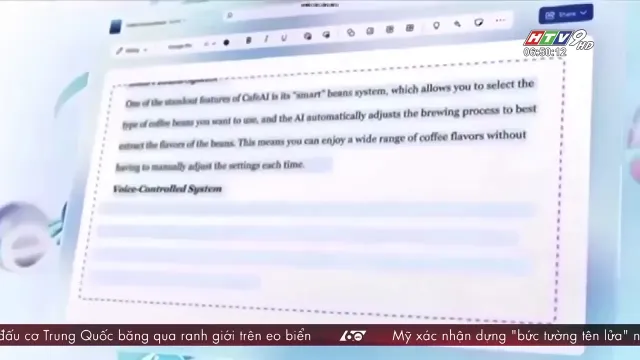 Share
HTV9 HD
06:30:12
One of the standout features of CafeAI is its "smart" beans system, which allows you to select the
type of coffee beans you want to use, and the AI automatically adjusts the brewing process to best
extract the flavors of the beans. This means you can enjoy a wide range of coffee flavors without
having to manually adjust the settings each time.
Voice-Controlled System
đấu cơ Trung Quốc băng qua ranh giới trên eo biển 60 Mỹ xác nhận dựng "bức tường tên lửa"